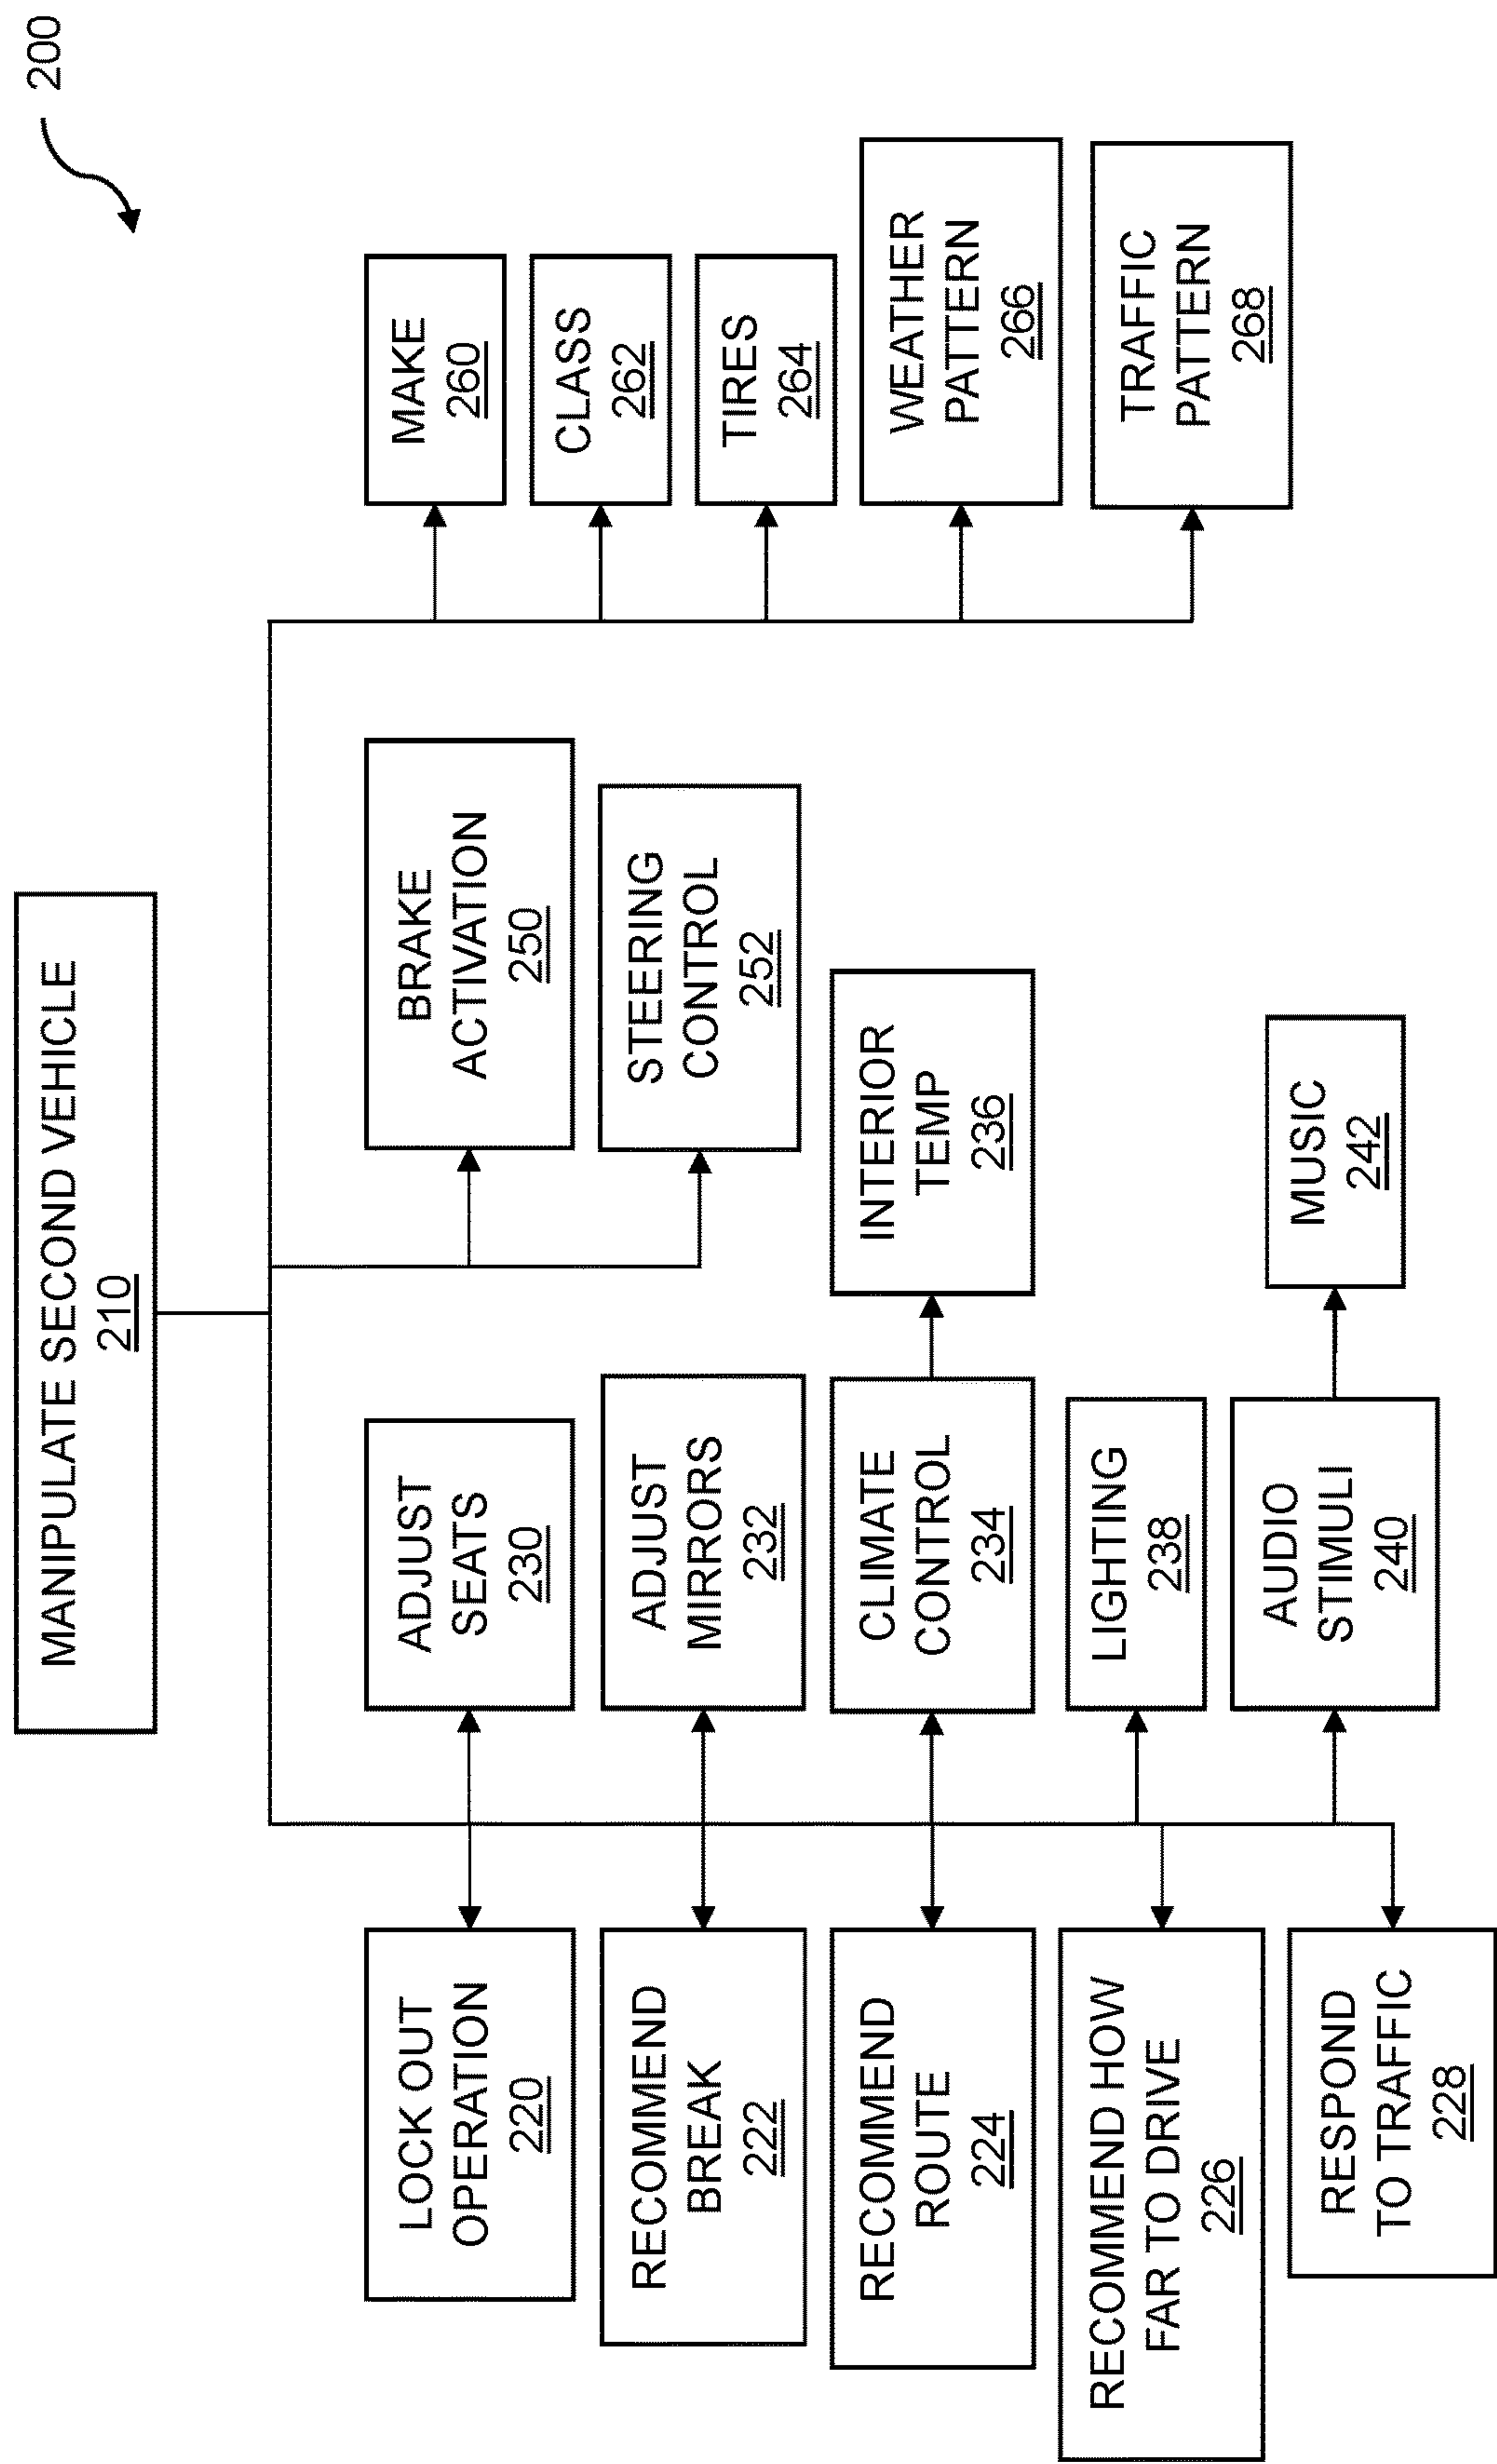 200
MANIPULATE SECOND VEHICLE
210
LOCK OUT
OPERATION
220
RECOMMEND
BREAK
222
RECOMMEND
ROUTE
224
RECOMMEND HOW
FAR TO DRIVE
226
RESPOND
TO TRAFFIC
228
ADJUST
SEATS
230
ADJUST
MIRRORS
232
CLIMATE
CONTROL
234
INTERIOR
TEMP
236
LIGHTING
238
AUDIO
STIMULI
240
MUSIC
242
BRAKE
ACTIVATION
250
STEERING
CONTROL
252
MAKE
260
CLASS
262
TIRES
264
WEATHER
PATTERN
266
TRAFFIC
PATTERN
268